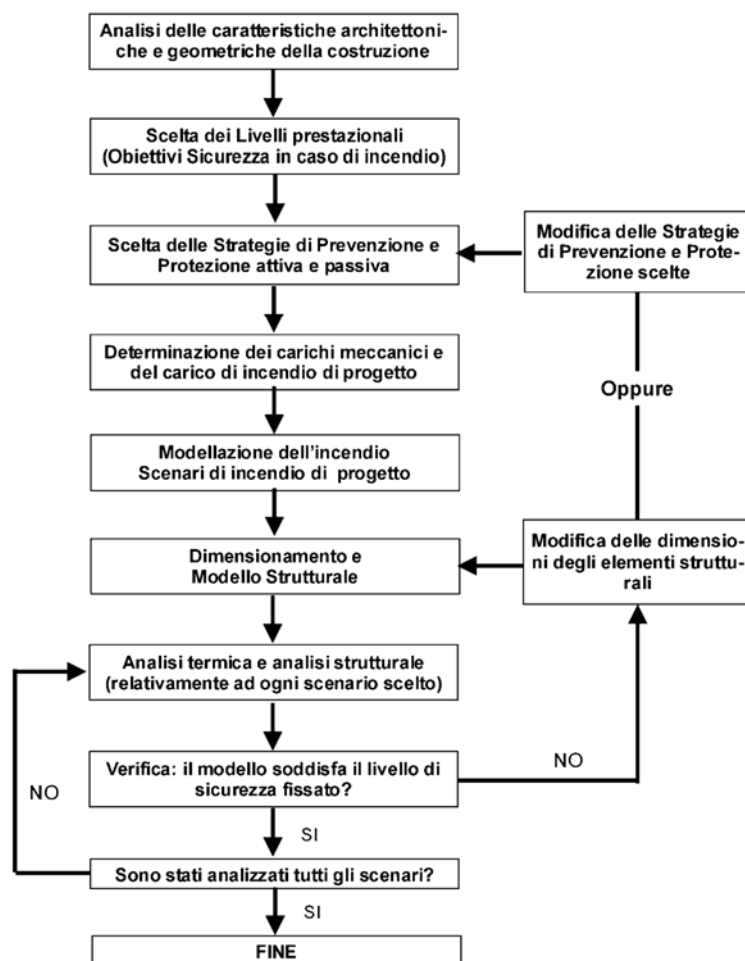 Analisi delle caratteristiche architettoni-
che e geometriche della costruzione
Scelta dei Livelli prestazionali
(Obiettivi Sicurezza in caso di incendio)
Scelta delle Strategie di Prevenzione e
Protezione attiva e passiva
Modifica delle Strategie
di Prevenzione e Prote-
zione scelte
Determinazione dei carichi meccanici e
del carico di incendio di progetto
Oppure
Modellazione dell'incendio
Scenari di incendio di progetto
Dimensionamento e
Modello Strutturale
Modifica delle dimensio-
ni degli elementi struttu-
rali
Analisi termica e analisi strutturale
(relativamente ad ogni scenario scelto)
Verifica: il modello soddisfa il livello di
sicurezza fissato?
NO
NO
SI
Sono stati analizzati tutti gli scenari?
SI
FINE